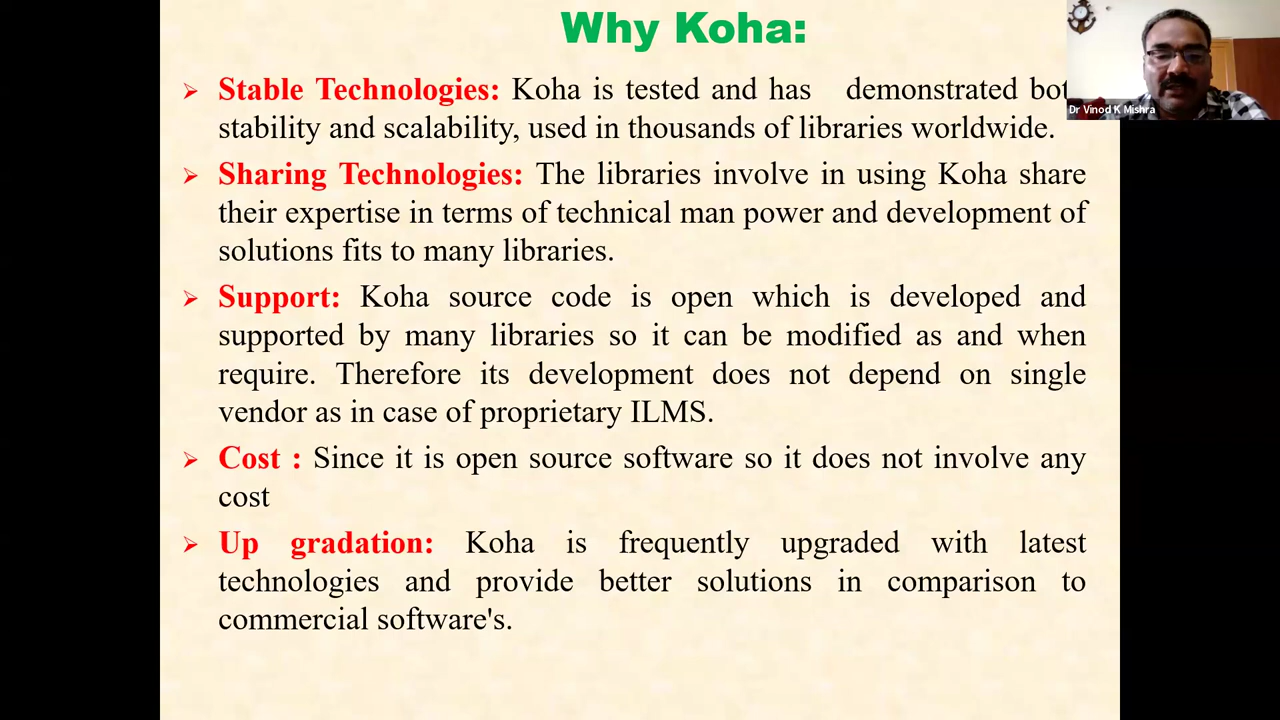 Why Koha:
➢ Stable Technologies: Koha is tested and has demonstrated
stability and scalability, used in thousands of libraries worldwide.
➢ Sharing Technologies: The libraries involve in using Koha share
their expertise in terms of technical man power and development of
solutions fits to many libraries.
➢ Support: Koha source code is open which is developed and
supported by many libraries so it can be modified as and when
require. Therefore its development does not depend on single
vendor as in case of proprietary ILMS.
➢ Cost : Since it is open source software so it does not involve any
cost
➢ Up gradation: Koha is frequently upgraded with latest
technologies and provide better solutions in comparison to
commercial software's.
Dr Vinod K Mishra